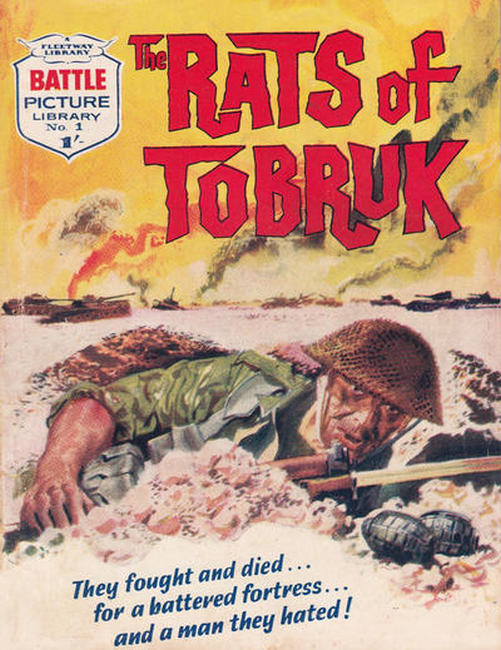 A
FLEETWAY
LIBRARY
BATTLE
PICTURE
LIBRARY
No. 1
1/-
The
RATS of
TOBRUK
They fought and died...
for a battered fortress...
and a man they hated!